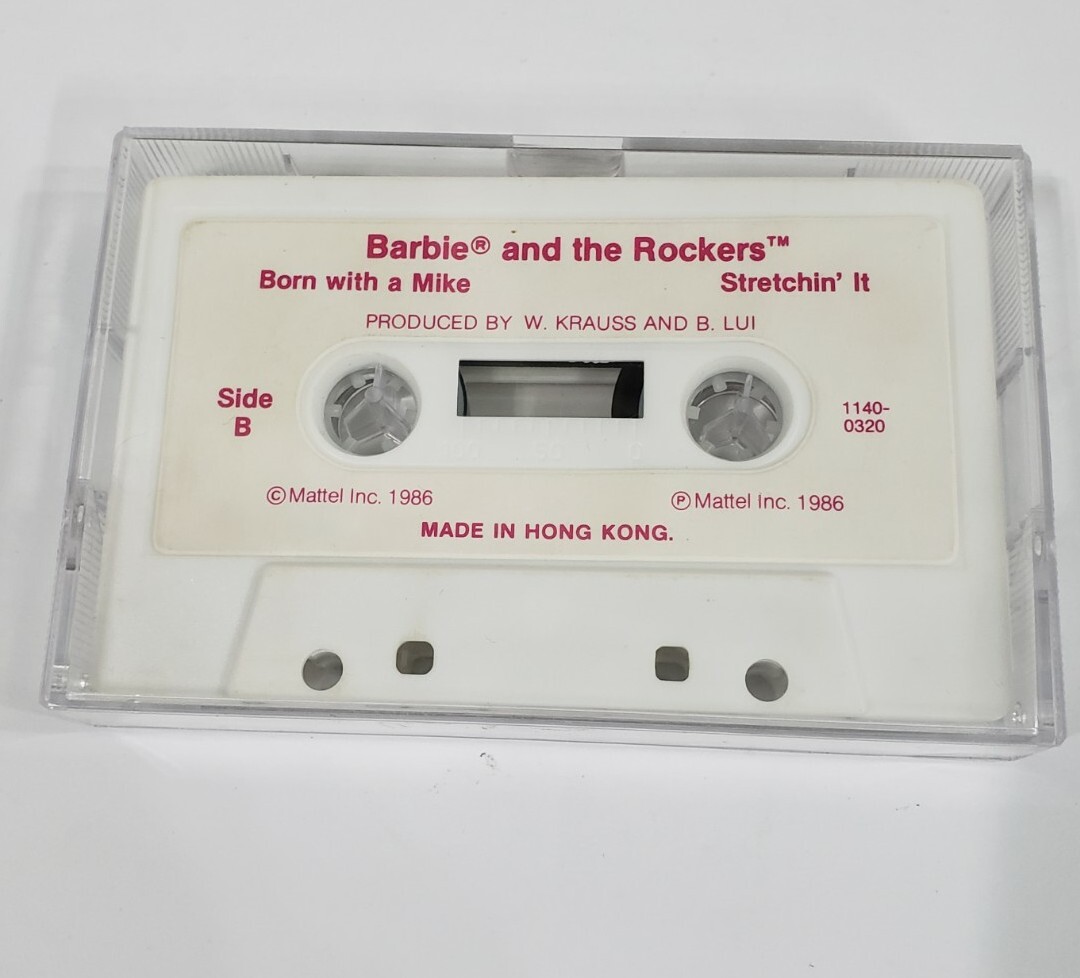 Barbie® and the Rockers™
Born with a Mike Stretchin' It
PRODUCED BY W. KRAUSS AND B. LUI
Side
B
1140-
0320
©Mattel Inc. 1986 ℗Mattel Inc. 1986
MADE IN HONG KONG.